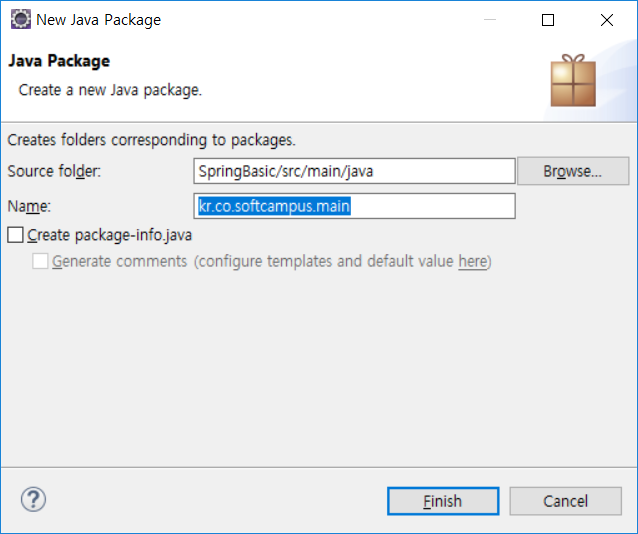 New Java Package
Java Package
Create a new Java package.
Creates folders corresponding to packages.
Source folder: SpringBasic/src/main/java Browse...
Name: kr.co.softcampus.main
Create package-info.java
Generate comments (configure templates and default value here)
? Finish Cancel